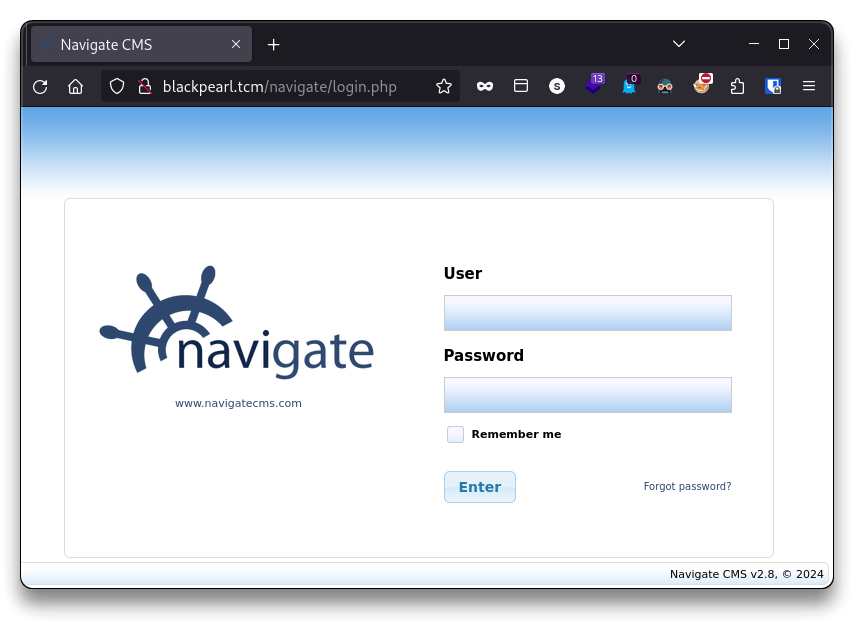 Navigate CMS
blackpearl.tcm/navigate/login.php
S
13
0
navigate
www.navigatecms.com
User
Password
Remember me
Enter
Forgot password?
Navigate CMS v2.8, © 2024